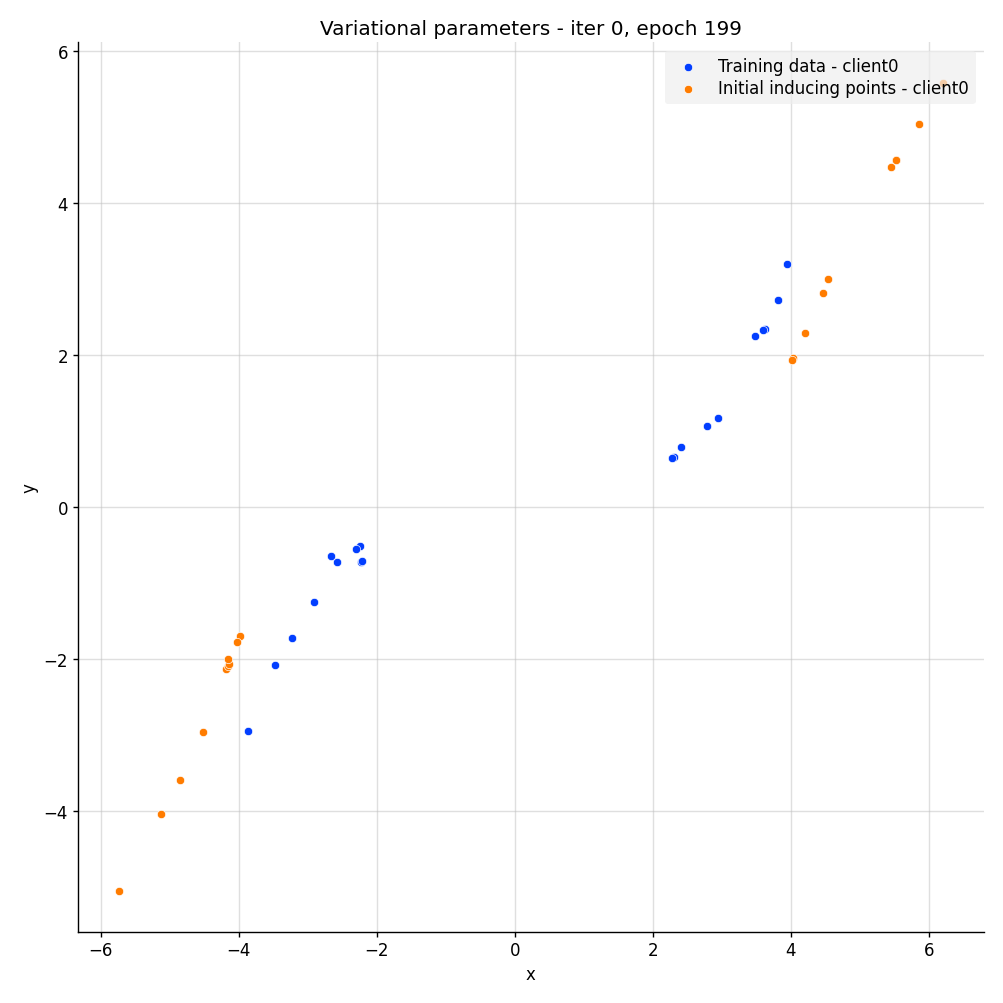 Variational parameters - iter 0, epoch 199
Training data - client0
Initial inducing points - client0
6
4
2
0
−2
−4
y
−6
−4
−2
0
2
4
6
x